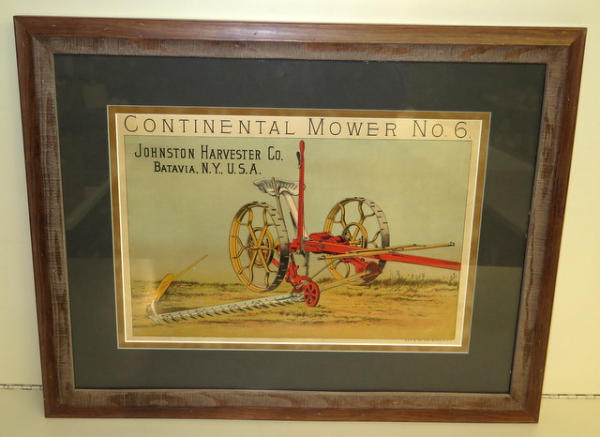 CONTINENTAL MOWER NO. 6.
JOHNSTON HARVESTER CO.
BATAVIA, N.Y., U.S.A.